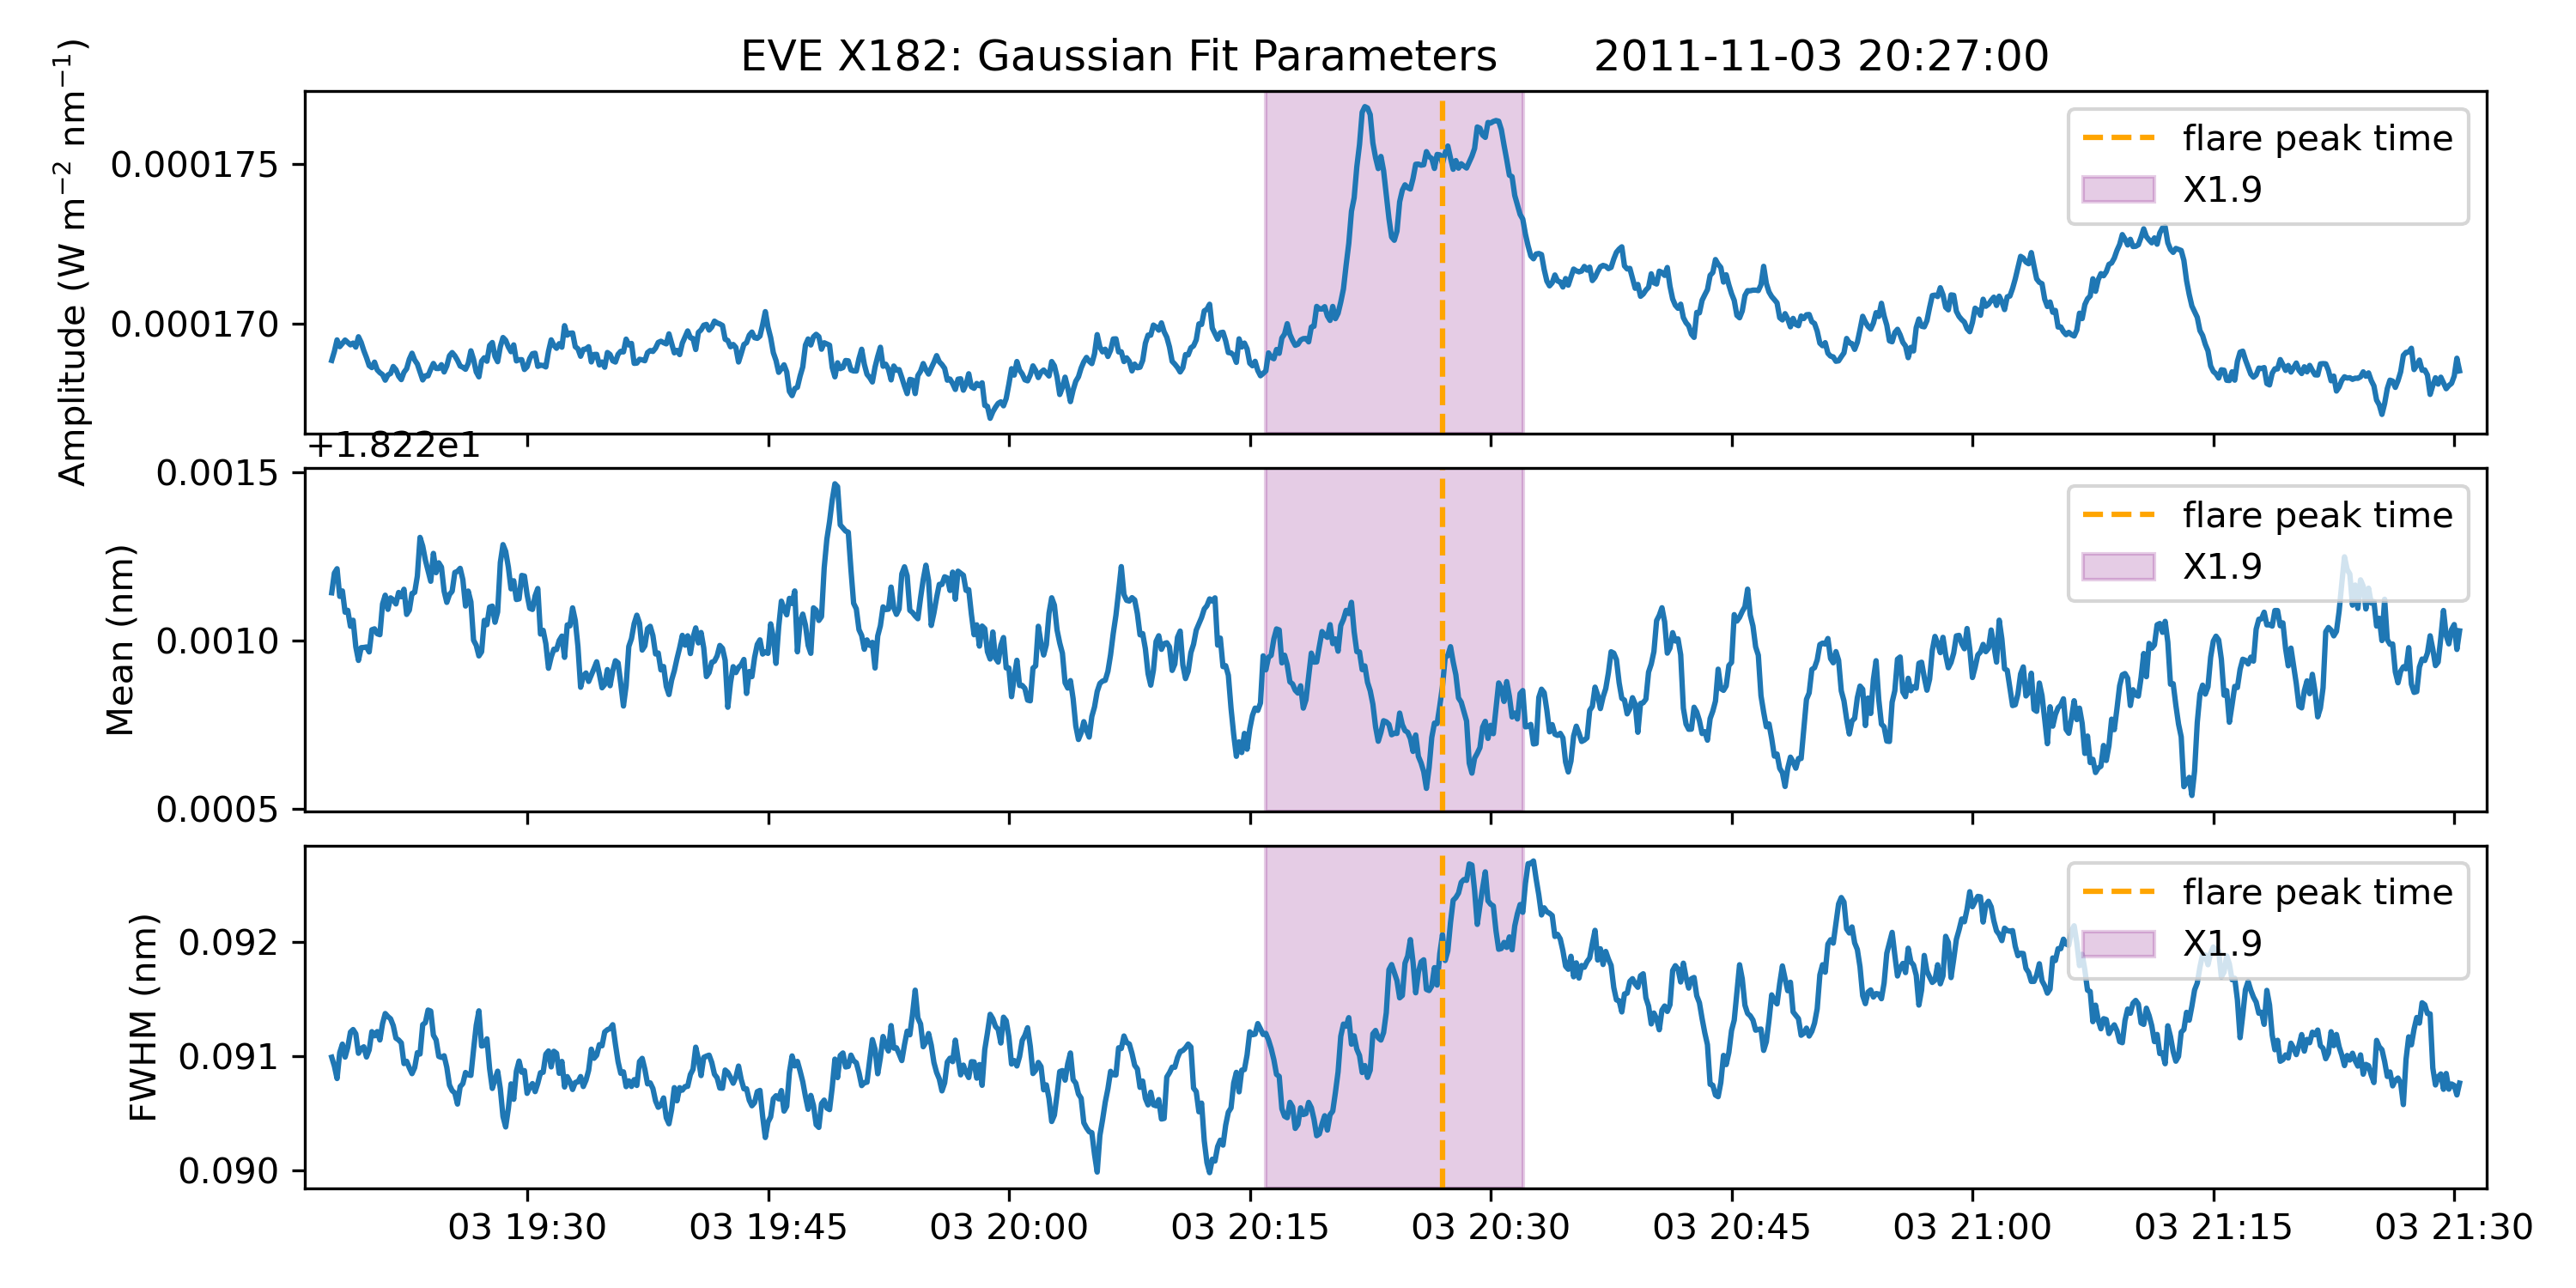 EVE X182: Gaussian Fit Parameters 2011-11-03 20:27:00
Amplitude (W m⁻² nm⁻¹)
0.000175
0.000170
flare peak time
X1.9
+1.822e1
Mean (nm)
0.0015
0.0010
0.0005
flare peak time
X1.9
FWHM (nm)
0.092
0.091
0.090
flare peak time
X1.9
03 19:30 03 19:45 03 20:00 03 20:15 03 20:30 03 20:45 03 21:00 03 21:15 03 21:30